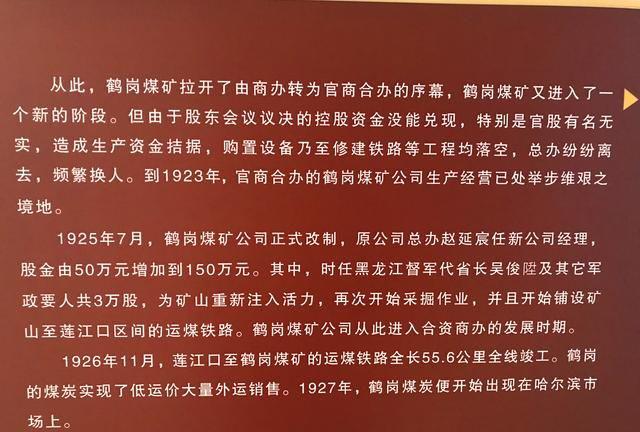 从此，鹤岗煤矿拉开了由商办转为官商合办的序幕，鹤岗煤矿又进入了一
个新的阶段。但由于股东会议议决的控股资金没能兑现，特别是官股有名无
实，造成生产资金拮据，购置设备乃至修建铁路等工程均落空，总办纷纷离
去，频繁换人。到1923年，官商合办的鹤岗煤矿公司生产经营已处举步维艰之
境地。
1925年7月，鹤岗煤矿公司正式改制，原公司总办赵延宸任新公司经理，
股金由50万元增加到150万元。其中，时任黑龙江督军代省长吴俊陞及其它军
政要人共3万股，为矿山重新注入活力，再次开始采掘作业，并且开始铺设矿
山至莲江口区间的运煤铁路。鹤岗煤矿公司从此进入合资商办的发展时期。
1926年11月，莲江口至鹤岗煤矿的运煤铁路全长55.6公里全线竣工。鹤岗
的煤炭实现了低运价大量外运销售。1927年，鹤岗煤炭便开始出现在哈尔滨市
场上。